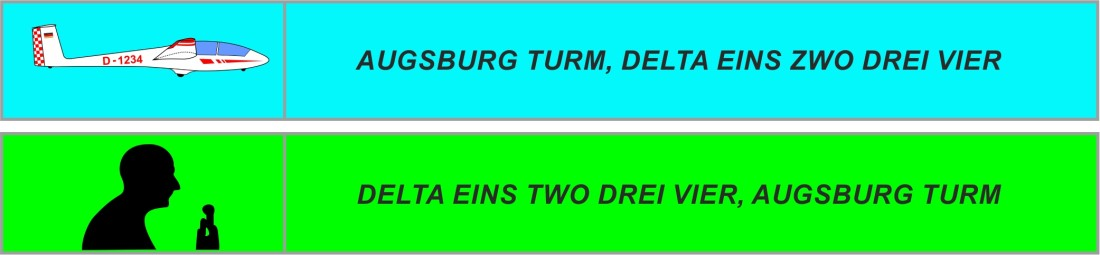 D-1234
AUGSBURG TURM, DELTA EINS ZWO DREI VIER
DELTA EINS TWO DREI VIER, AUGSBURG TURM